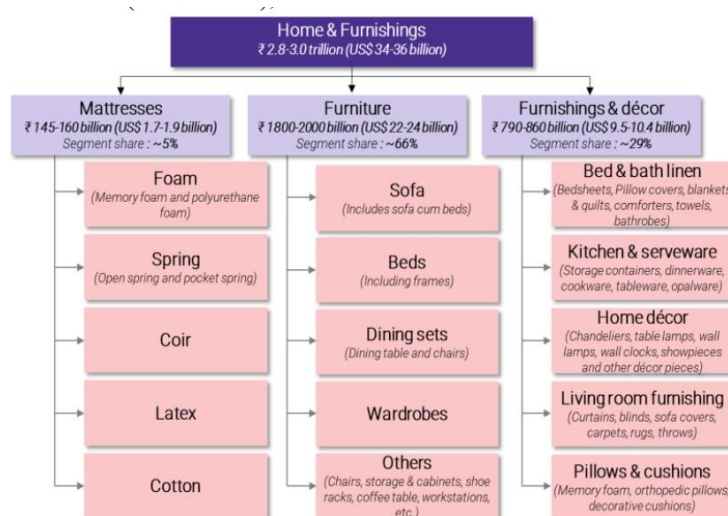 Home & Furnishings
₹ 2.8-3.0 trillion (US$ 34-36 billion)
Mattresses
₹ 145-160 billion (US$ 1.7-1.9 billion)
Segment share : ~5%
Foam
(Memory foam and polyurethane
foam)
Spring
(Open spring and pocket spring)
Coir
Latex
Cotton
Furniture
₹ 1800-2000 billion (US$ 22-24 billion)
Segment share: ~66%
Sofa
(Includes sofa cum beds)
Beds
(Including frames)
Dining sets
(Dining table and chairs)
Wardrobes
Others
(Chairs, storage & cabinets, shoe
racks, coffee table, workstations,
etc.)
Furnishings & décor
₹ 790-860 billion (US$ 9.5-10.4 billion)
Segment share : ~29%
Bed & bath linen
(Bedsheets, Pillow covers, blankets
& quilts, comforters, towels,
bathrobes)
Kitchen & serveware
(Storage containers, dinnerware,
cookware, tableware, opalware)
Home décor
(Chandeliers, table lamps, wall
lamps, wall clocks, showpieces
and other décor pieces)
Living room furnishing
(Curtains, blinds, sofa covers,
carpets, rugs, throws)
Pillows & cushions
(Memory foam, orthopedic pillows,
decorative cushions)